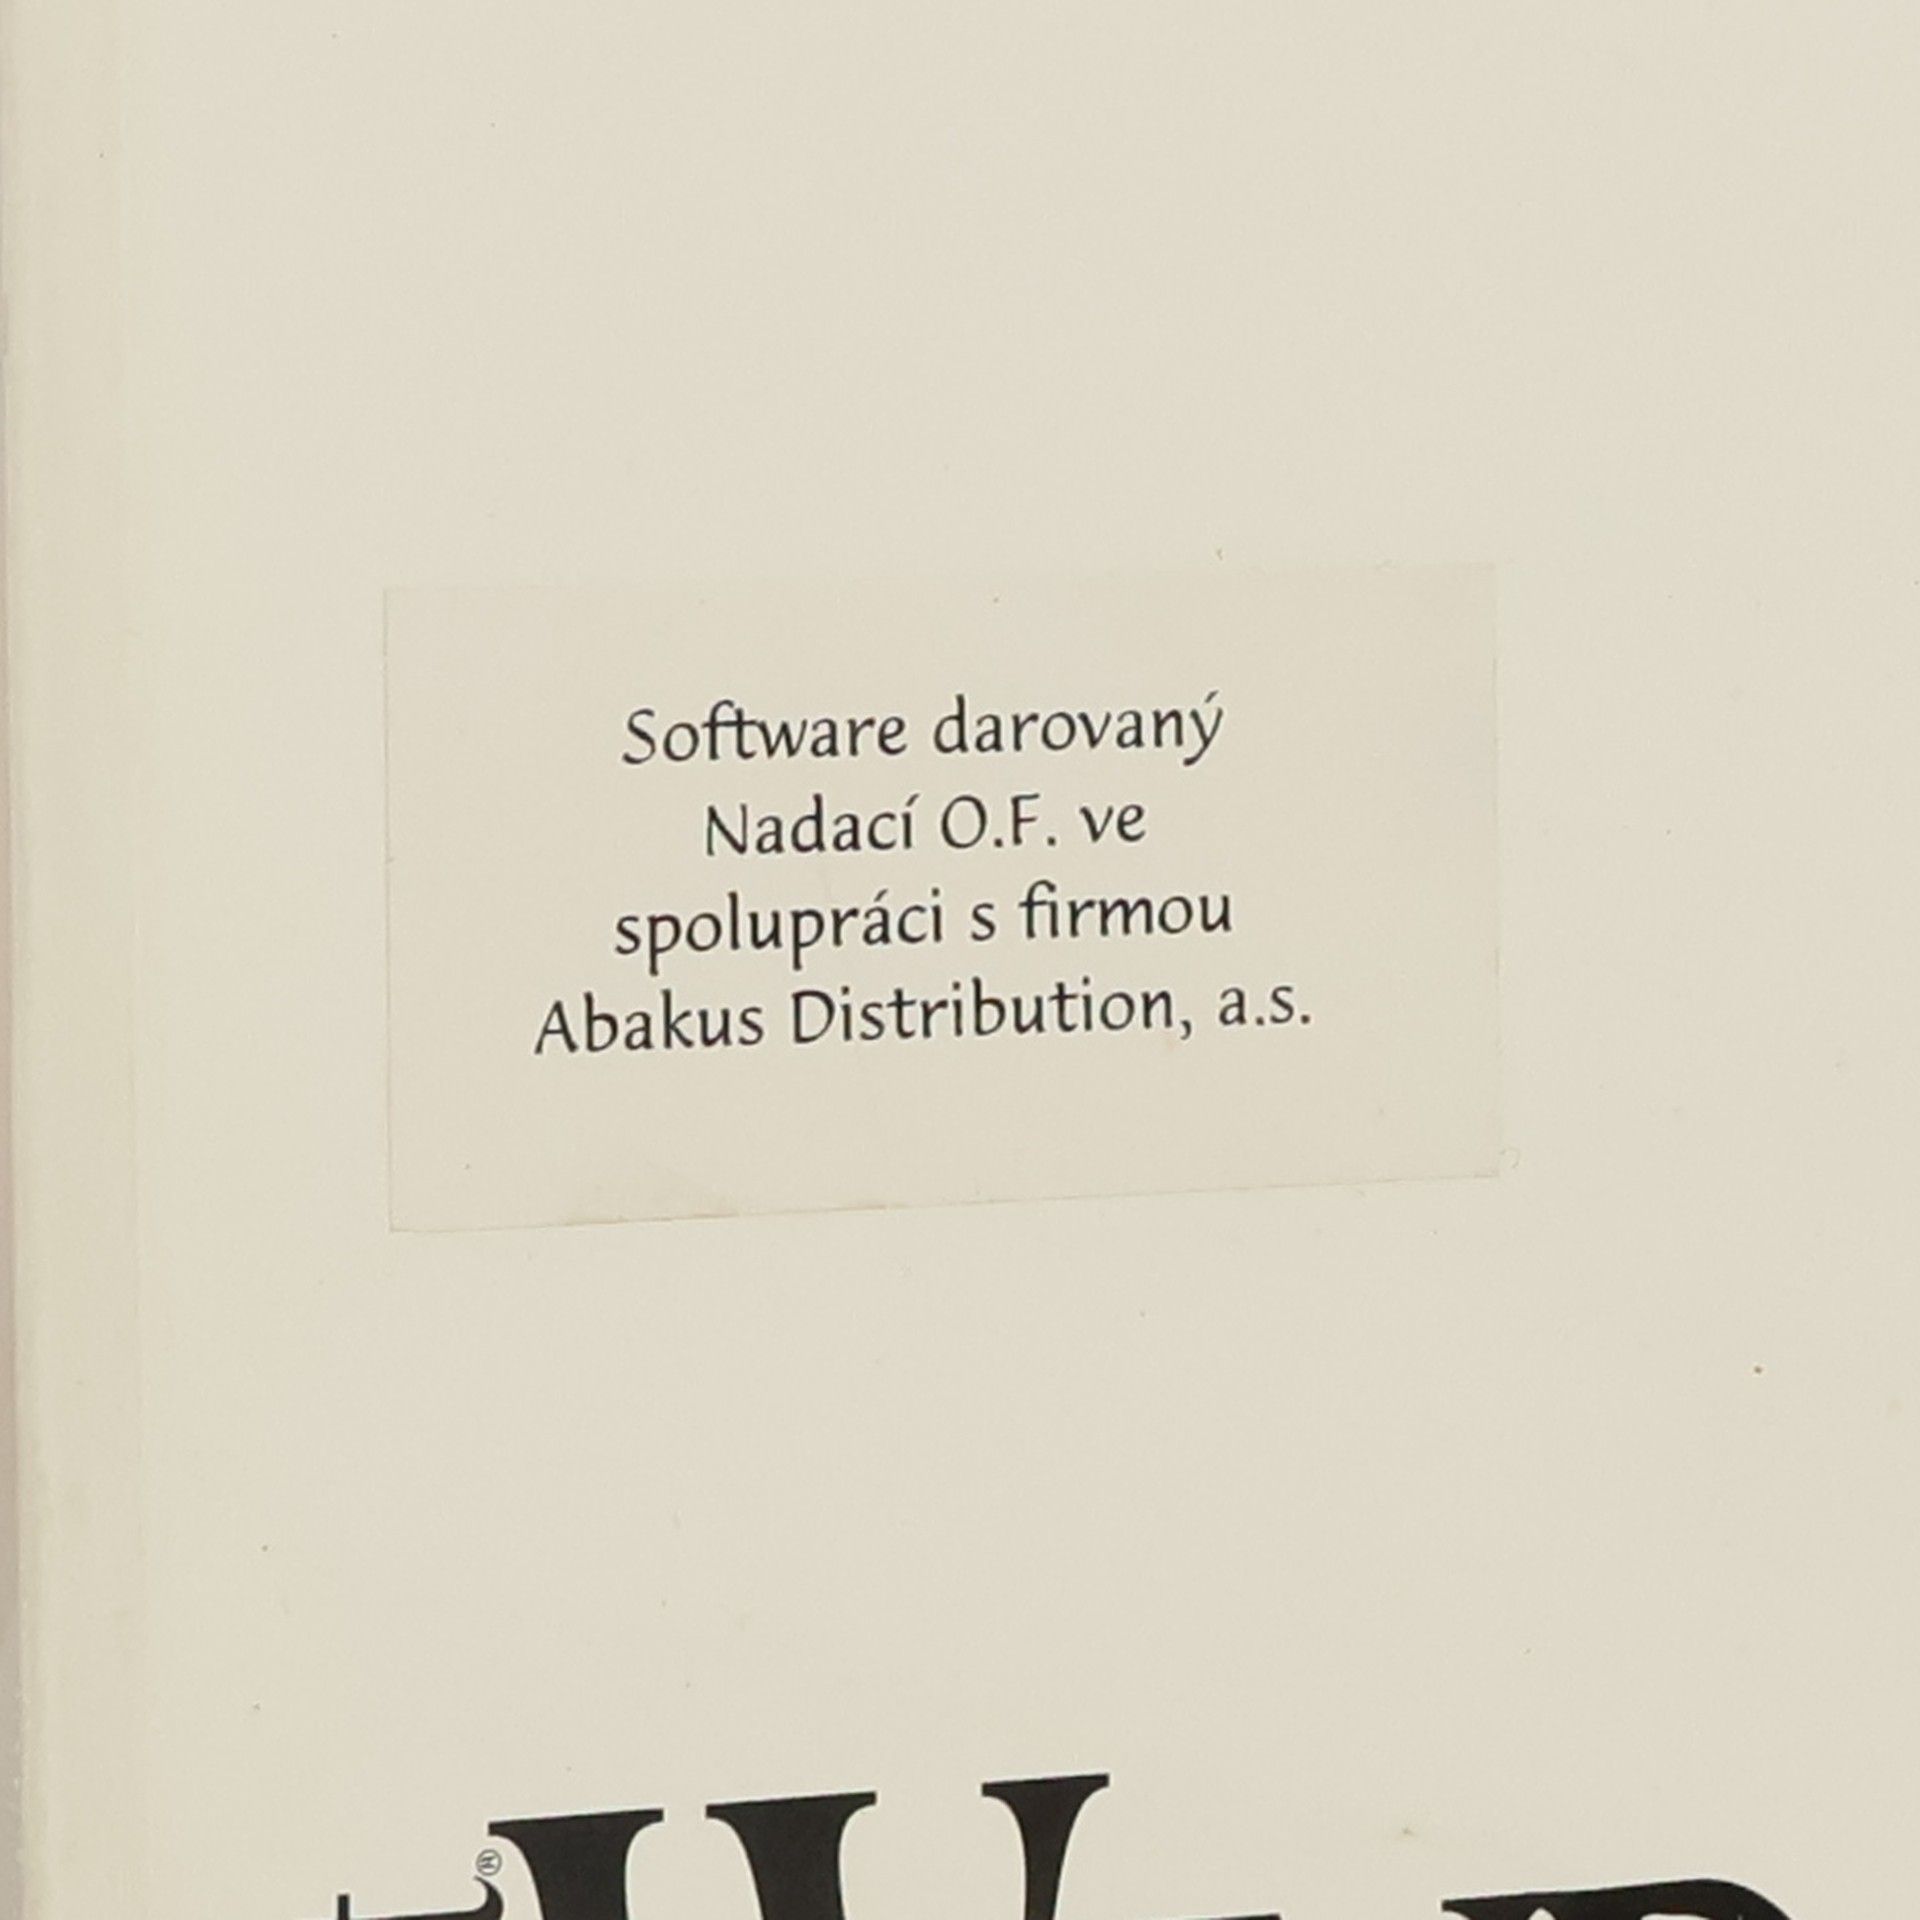 Software darovaný
Nadací O.F. ve
spolupráci s firmou
Abakus Distribution, a.s.
®